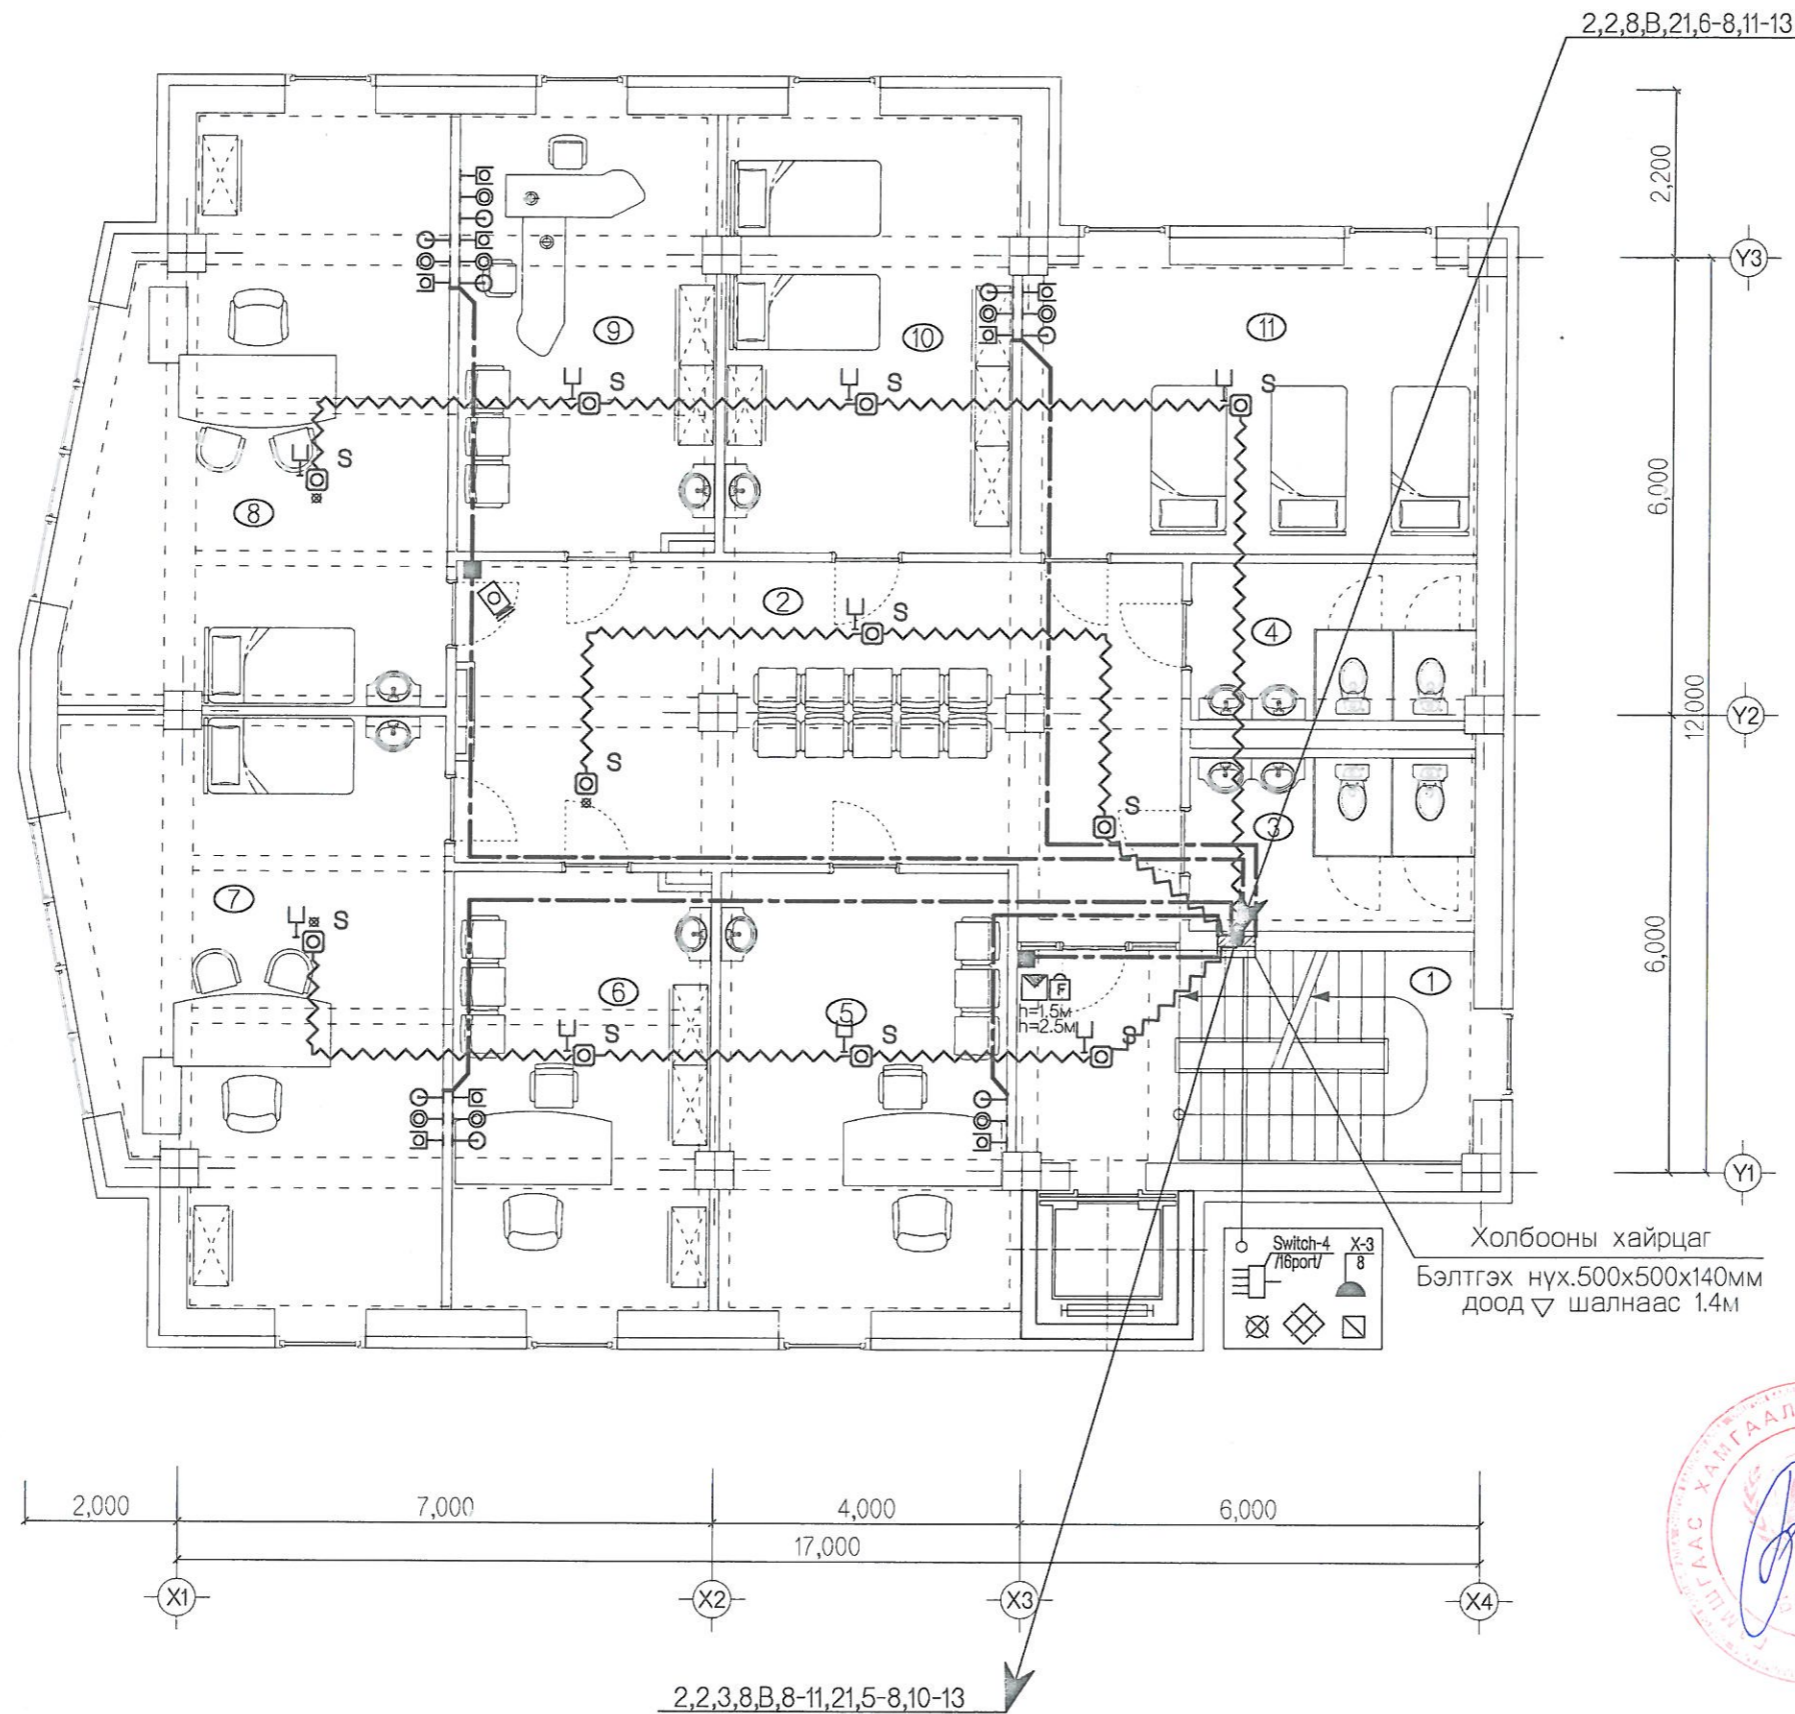 2,2,8,B,21,6-8,11-13
2,200
Y3
9
10
11
S
S
S
S
8
6,000
2
S
4
12,000
Y2
S
S
3
7
S
6,000
6
S
5
S
S
1
F
h=1.5м
h=2.5м
Y1
Switch-4
/16port/
X-3
8
Холбооны хайрцаг
Бэлтгэх нүх.500x500x140мм
доод ▽ шалнаас 1.4м
2,000
7,000
4,000
6,000
17,000
X1
X2
X3
X4
2,2,3,8,B,8-11,21,5-8,10-13